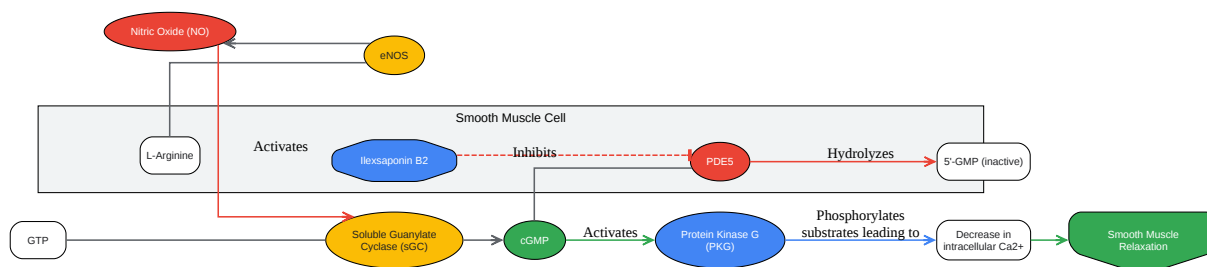 Nitric Oxide (NO)
eNOS
Smooth Muscle Cell
L-Arginine
Activates
Ilexsaponin B2
Inhibits
PDE5
Hydrolyzes
5'-GMP (inactive)
GTP
Soluble Guanylate
Cyclase (sGC)
cGMP
Activates
Protein Kinase G
(PKG)
Phosphorylates
substrates leading to
Decrease in
intracellular Ca2+
Smooth Muscle
Relaxation